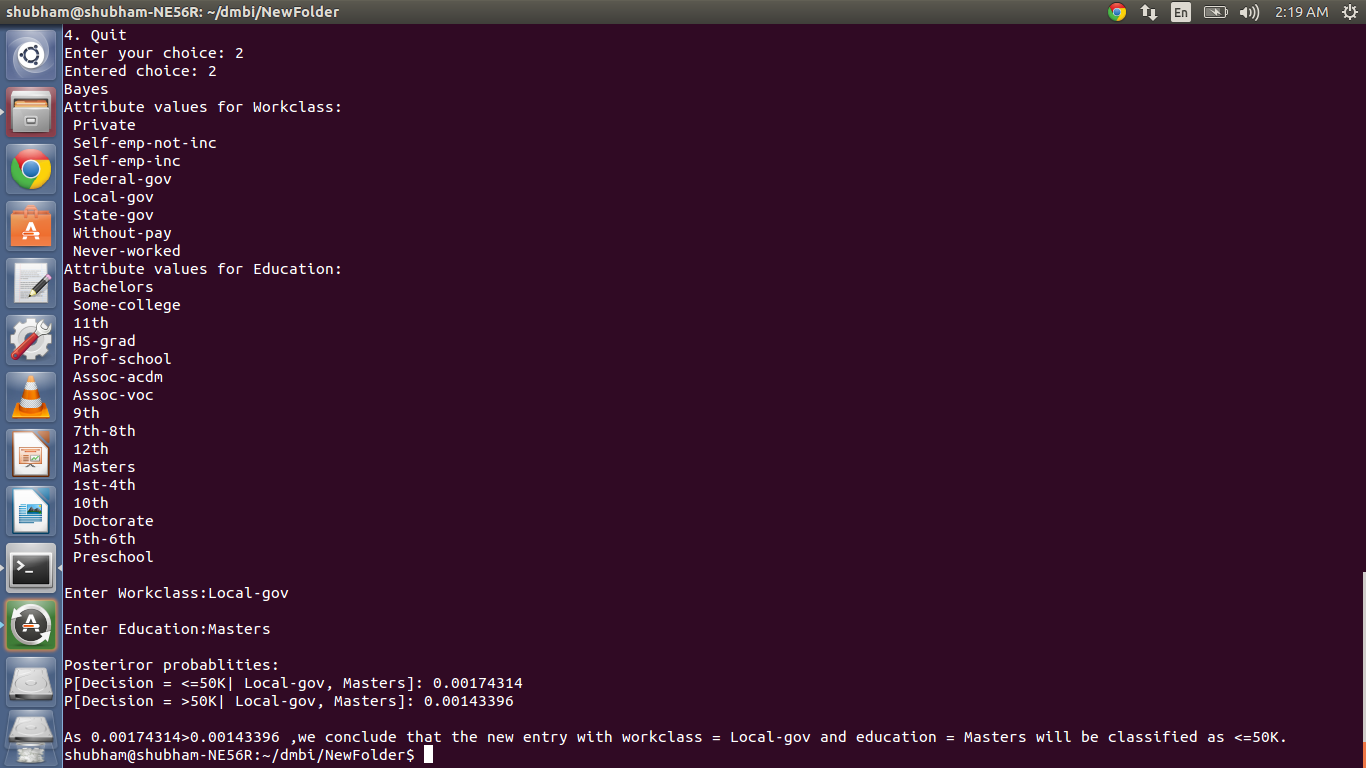 shubham@shubham-NE56R: ~/dmbi/NewFolder
En
2:19 AM
4. Quit
Enter your choice: 2
Entered choice: 2
Bayes
Attribute values for Workclass:
Private
Self-emp-not-inc
Self-emp-inc
Federal-gov
Local-gov
State-gov
Without-pay
Never-worked
Attribute values for Education:
Bachelors
Some-college
11th
HS-grad
Prof-school
Assoc-acdm
Assoc-voc
9th
7th-8th
12th
Masters
1st-4th
10th
Doctorate
5th-6th
Preschool
Enter Workclass:Local-gov
Enter Education:Masters
Posteriror probablities:
P[Decision = <=50K| Local-gov, Masters]: 0.00174314
P[Decision = >50K| Local-gov, Masters]: 0.00143396
As 0.00174314>0.00143396 ,we conclude that the new entry with workclass = Local-gov and education = Masters will be classified as <=50K.
shubham@shubham-NE56R:~/dmbi/NewFolder$